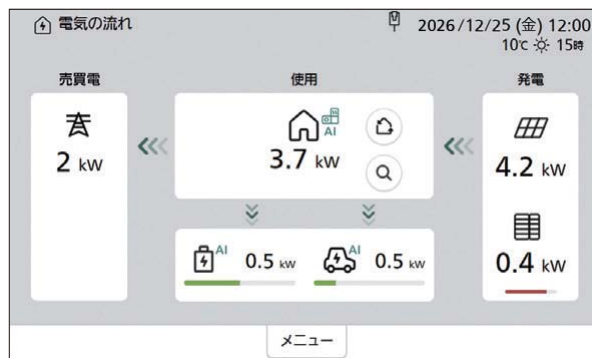 電気の流れ
2026/12/25 (金) 12:00
10℃ 15時
売買電
使用
発電
2 kW
AI
3.7 kW
4.2 kW
AI 0.5 kW
AI 0.5 kW
0.4 kW
メニュー